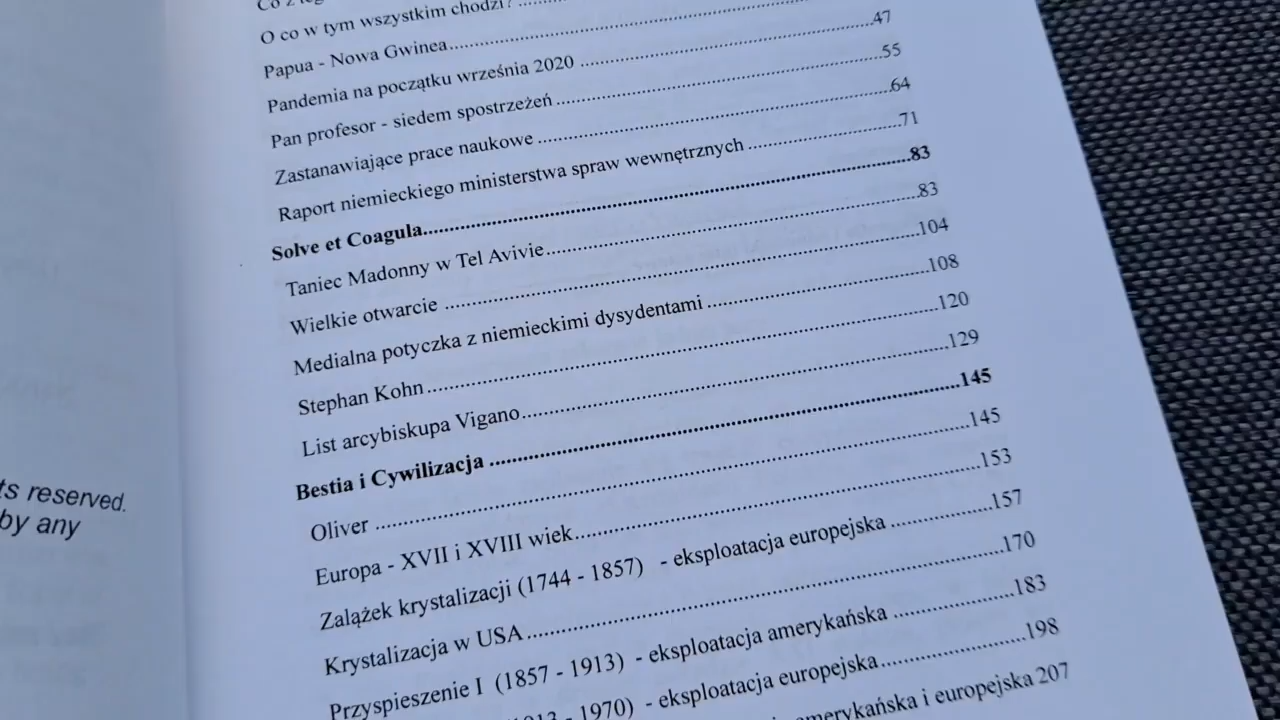 Co z
O co w tym wszystkim chodzi? ..........
Papua - Nowa Gwinea..........
Pandemia na początku września 2020 ..........47
Pan profesor - siedem spostrzeżeń..........55
Zastanawiające prace naukowe..........64
Raport niemieckiego ministerstwa spraw wewnętrznych ..........71
Solve et Coagula..........83
Taniec Madonny w Tel Avivie..........83
Wielkie otwarcie ..........104
Medialna potyczka z niemieckimi dysydentami ..........108
Stephan Kohn..........120
List arcybiskupa Vigano..........129
Bestia i Cywilizacja ..........145
Oliver ..........145
Europa - XVII i XVIII wiek..........153
Zalążek krystalizacji (1744 - 1857) - eksploatacja europejska ..........157
Krystalizacja w USA..........170
Przyspieszenie I (1857 - 1913) - eksploatacja amerykańska ..........183
- 1970) - eksploatacja europejska..........198
amerykańska i europejska 207
ts reserved.
by any